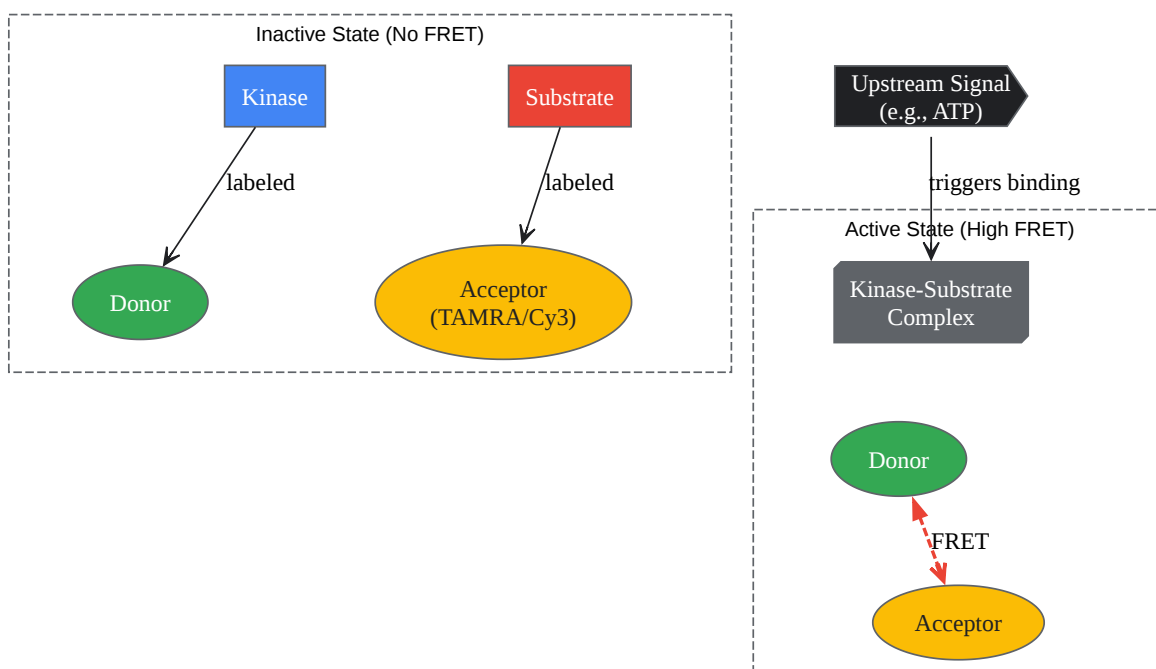 Inactive State (No FRET)
Kinase
Substrate
labeled
labeled
Donor
Acceptor
(TAMRA/Cy3)
Upstream Signal
(e.g., ATP)
triggers binding
Active State (High FRET)
Kinase-Substrate
Complex
Donor
FRET
Acceptor